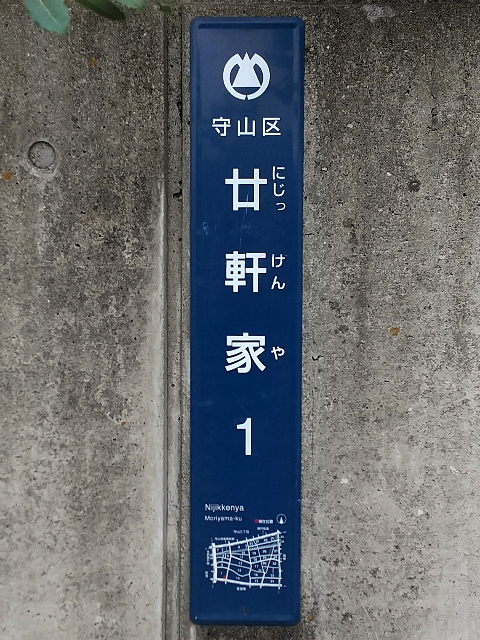 守山区
廿軒家
にじっ
けん
や
1
Nijikkenya
Moriyama-ku